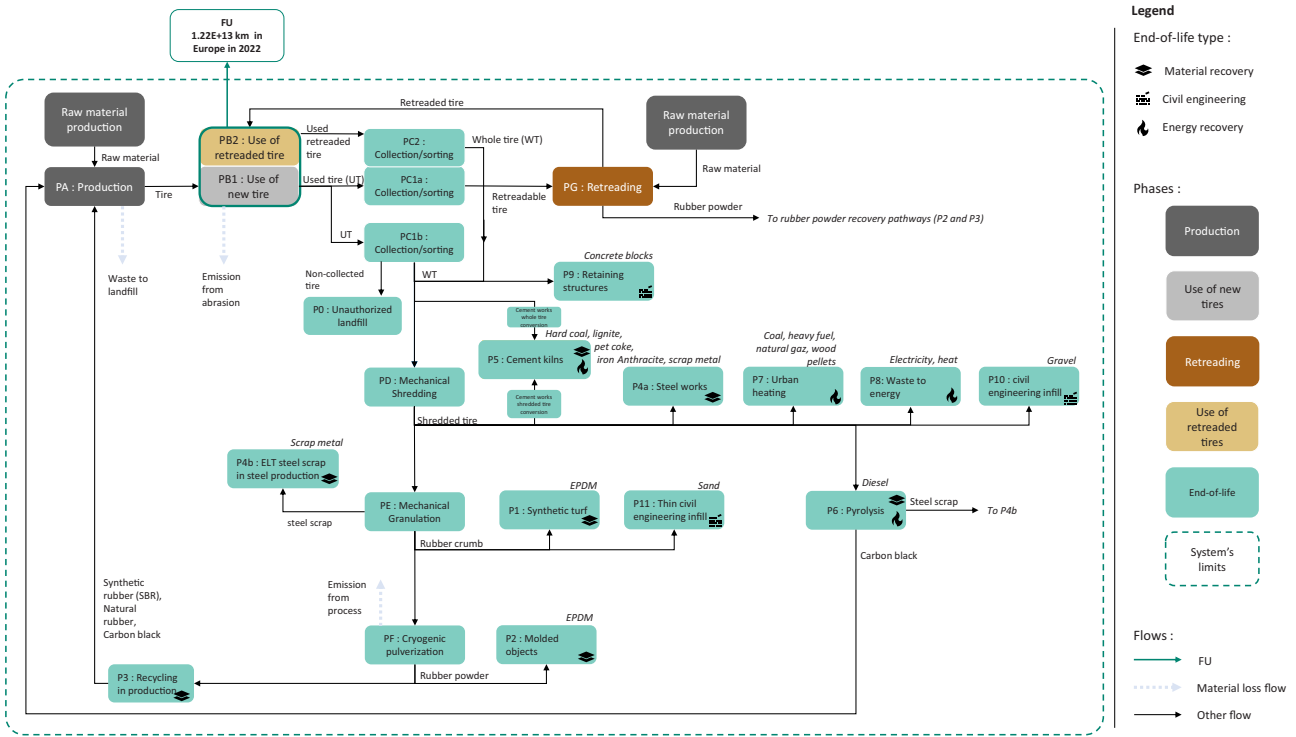 FU
1.22E+13 km in
Europe in 2022
Raw material
production
Raw material
PA : Production
Tire
Waste to
landfill
PB2 : Use of
retreaded tire
PB1 : Use of
new tire
Emission
from
abrasion
Retreaded tire
Used
retreaded
tire
Used tire (UT)
UT
PC2 :
Collection/sorting
PC1a :
Collection/sorting
PC1b :
Collection/sorting
Whole tire (WT)
Retreadable
tire
Raw material
production
Raw material
PG : Retreading
Rubber powder
To rubber powder recovery pathways (P2 and P3)
Non-collected
tire
WT
P0 : Unauthorized
landfill
Concrete blocks
P9 : Retaining
structures
Cement works
whole tire
conversion
Hard coal, lignite,
pet coke,
iron
P5 : Cement kilns
Cement works
shredded tire
conversion
PD : Mechanical
Shredding
Shredded tire
Anthracite, scrap metal
P4a : Steel works
Coal, heavy fuel,
natural gaz, wood
pellets
P7 : Urban
heating
Electricity, heat
P8: Waste to
energy
Gravel
P10 : civil
engineering infill
Scrap metal
P4b : ELT steel scrap
in steel production
steel scrap
PE : Mechanical
Granulation
Rubber crumb
EPDM
P1 : Synthetic turf
Sand
P11 : Thin civil
engineering infill
Diesel
P6 : Pyrolysis
Steel scrap
To P4b
Carbon black
Synthetic
rubber (SBR),
Natural
rubber,
Carbon black
Emission
from
process
PF : Cryogenic
pulverization
Rubber powder
EPDM
P2 : Molded
objects
P3 : Recycling
in production
Legend
End-of-life type :
Material recovery
Civil engineering
Energy recovery
Phases :
Production
Use of new
tires
Retreading
Use of
retreaded
tires
End-of-life
System's
limits
Flows :
FU
Material loss flow
Other flow